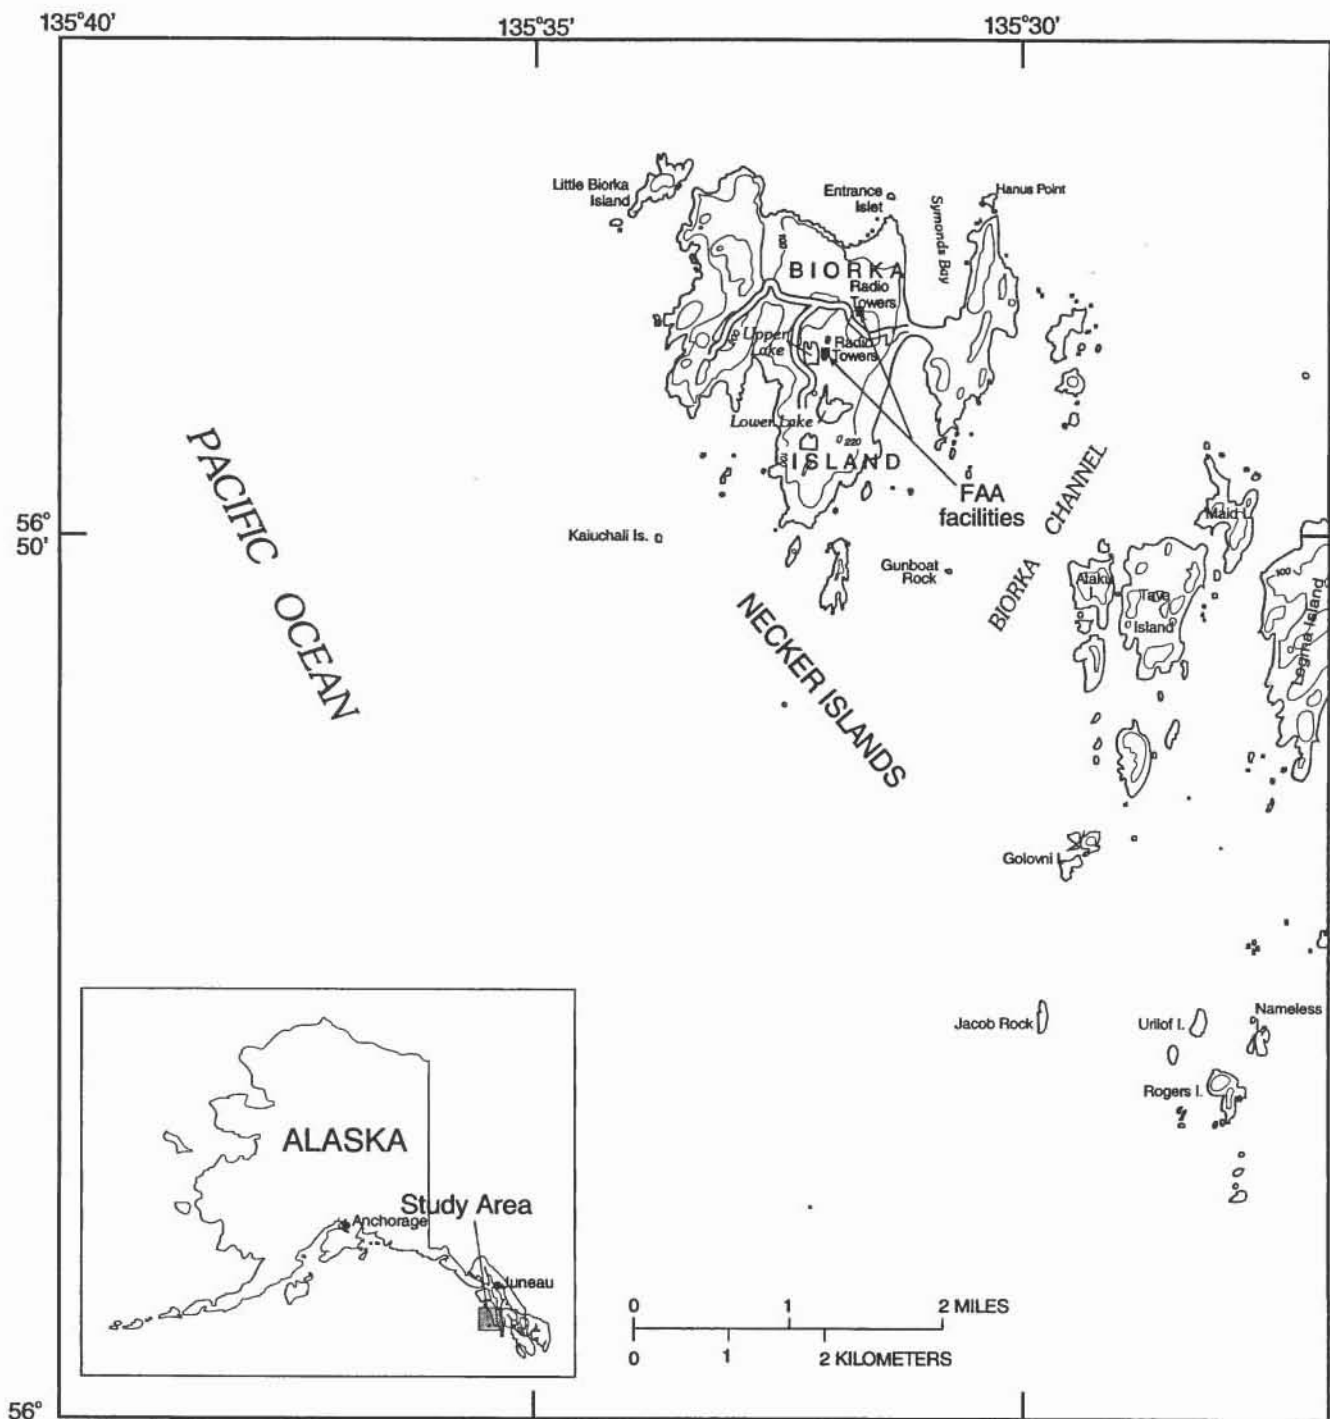 135°40'
135°35'
135°30'
Little Biorka
Island
Entrance
Islet
Symonds Bay
Hanus Point
100
BIORKA
Radio
Towers
Upper
Lake
Radio
Towers
Lower Lake
220
ISLAND
FAA
facilities
PACIFIC OCEAN
56°
50'
Kaiuchali Is.
Gunboat
Rock
BIORKA CHANNEL
NECKER ISLANDS
Maid I.
Ataku
I.
Tava
Island
100
Legma Island
Golovni I.
Jacob Rock
Urilof I.
Nameless
Rogers I.
ALASKA
Study Area
Anchorage
Juneau
0 1 2 MILES
0 1 2 KILOMETERS
56°